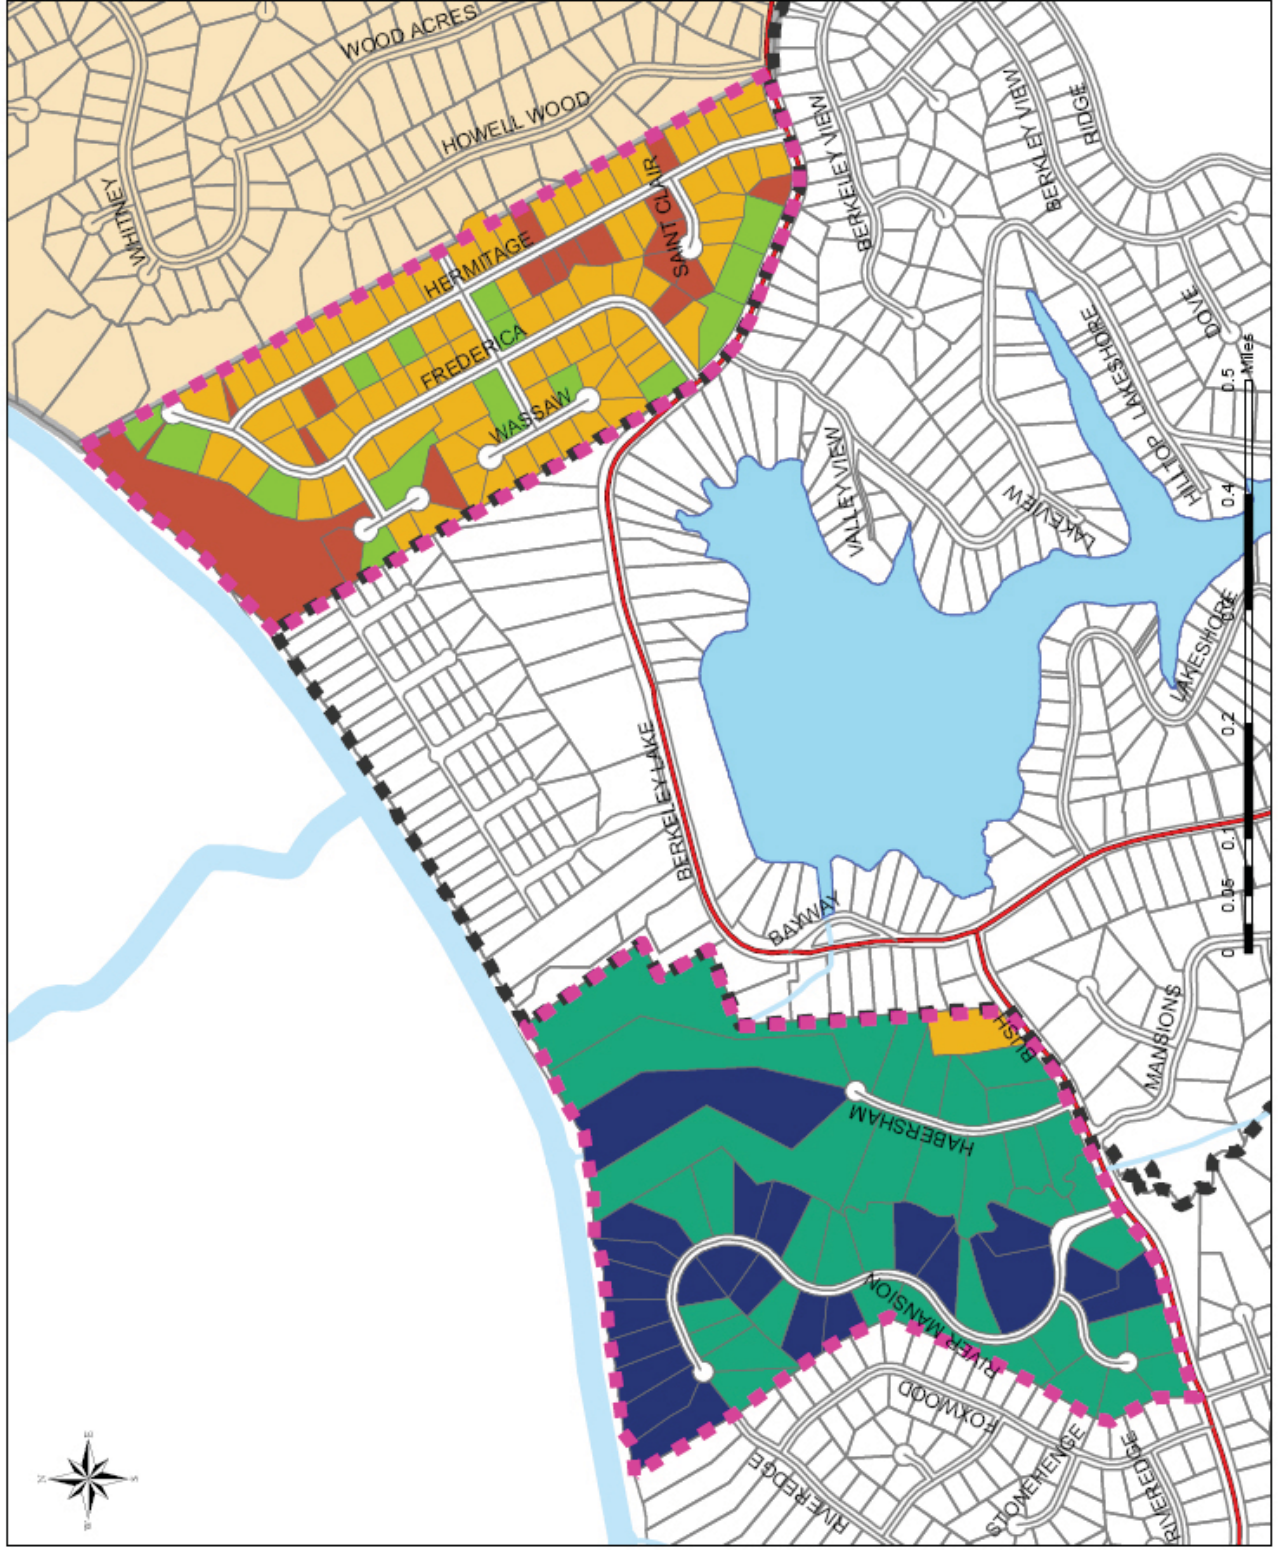 WOOD ACRES
HOWELL WOOD
WHITNEY
BERKELEY VIEW
BERKLEY VIEW
RIDGE
SAINT CLAIR
HERMITAGE
BERKELEY VIEW
FREDERICA
WASSAW
DOVE
LAKESHORE
HILLTOP
VALLEY VIEW
LAKEVIEW
LAKESHORE
BERKELEY LAKE
BAYWAY
BUSH
MANSIONS
HABERSHAM
RIVER MANSION
FOXWOOD
RIVEREDGE
STONEHENGE
RIVEREDGE
0 0.05 0.1 0.2 0.4 0.5
Miles
N
E
S
W